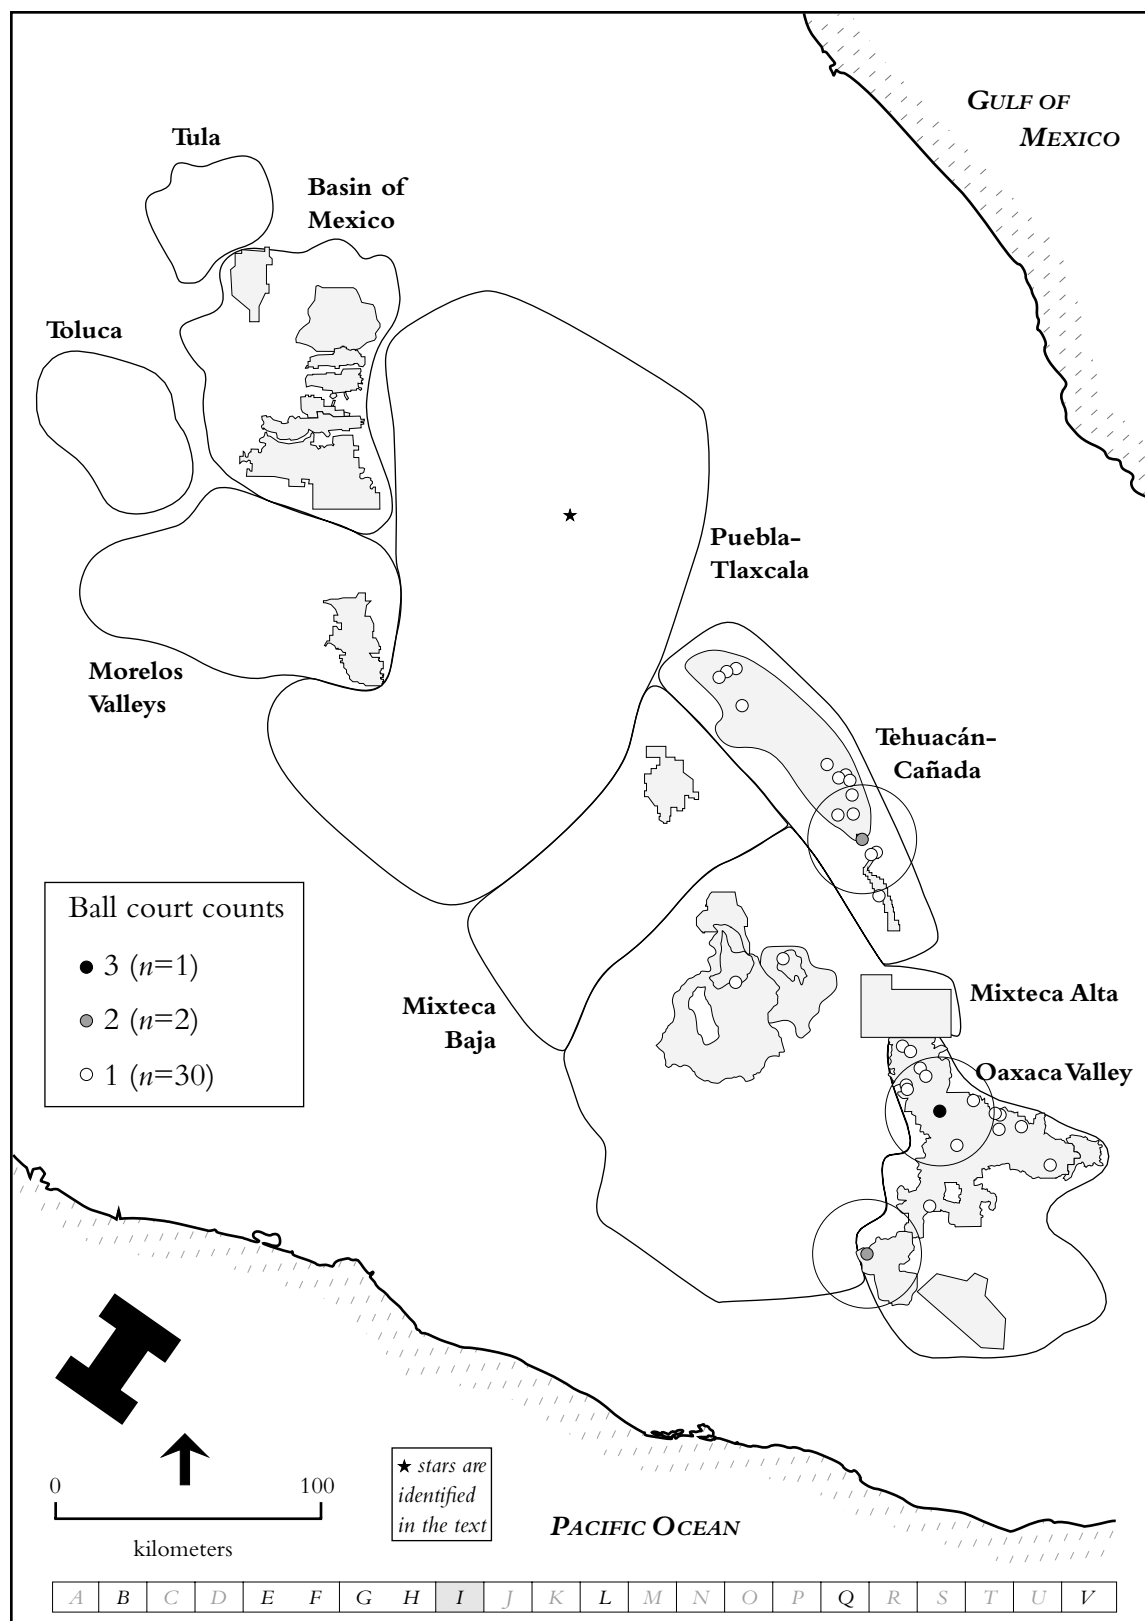 GULF OF
MEXICO
Tula
Basin of
Mexico
Toluca
Puebla-
Tlaxcala
Morelos
Valleys
Tehuacán-
Cañada
Ball court counts
3 (n=1)
2 (n=2)
1 (n=30)
Mixteca
Baja
Mixteca Alta
Oaxaca Valley
0 100
kilometers
★ stars are
identified
in the text
PACIFIC OCEAN
A B C D E F G H I J K L M N O P Q R S T U V